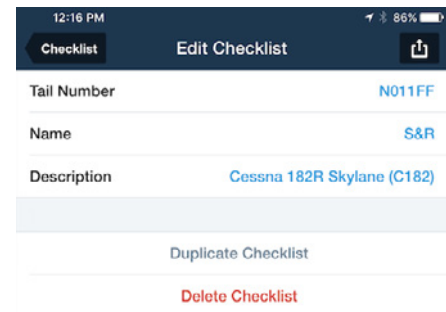 12:16 PM 86%
Checklist Edit Checklist
Tail Number N011FF
Name S&R
Description Cessna 182R Skylane (C182)
Duplicate Checklist
Delete Checklist